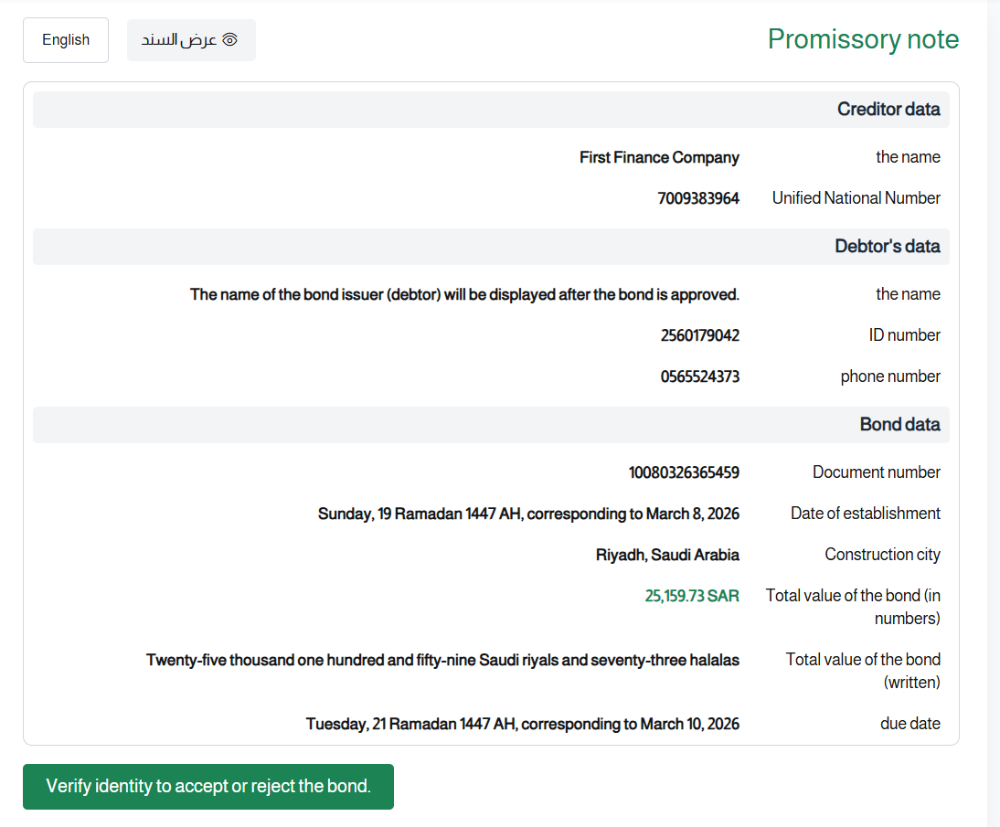 Promissory note
عرض السند
English
Creditor data
the name
First Finance Company
Unified National Number
7009383964
Debtor's data
the name
The name of the bond issuer (debtor) will be displayed after the bond is approved.
ID number
2560179042
phone number
0565524373
Bond data
Document number
10080326365459
Date of establishment
Sunday, 19 Ramadan 1447 AH, corresponding to March 8, 2026
Construction city
Riyadh, Saudi Arabia
Total value of the bond (in
numbers)
25,159.73 SAR
Total value of the bond
(written)
Twenty-five thousand one hundred and fifty-nine Saudi riyals and seventy-three halalas
due date
Tuesday, 21 Ramadan 1447 AH, corresponding to March 10, 2026
Verify identity to accept or reject the bond.